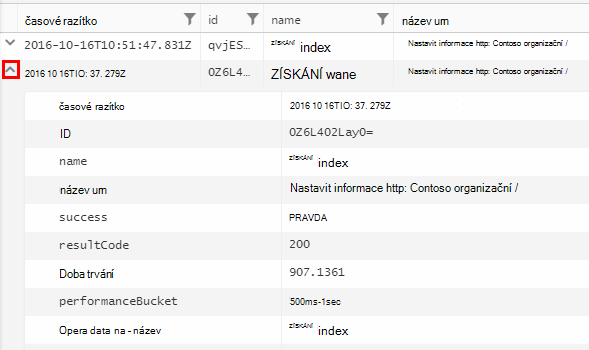 časové razítko id name název um
2016-10-16T10:51:47.831Z qvjES... ZÍSKÁNÍ index Nastavit informace http: Contoso organizační /
2016 10 16TIO: 37. 279Z 0Z6L4... ZÍSKÁNÍ wane Nastavit informace http: Contoso organizační /
časové razítko 2016 10 16TIO: 37. 279Z
ID 0Z6L402Lay0=
name ZÍSKÁNÍ index
název um Nastavit informace http: Contoso organizační /
success PRAVDA
resultCode 200
Doba trvání 907.1361
performanceBucket 500ms-1sec
Opera data na - název ZÍSKÁNÍ index